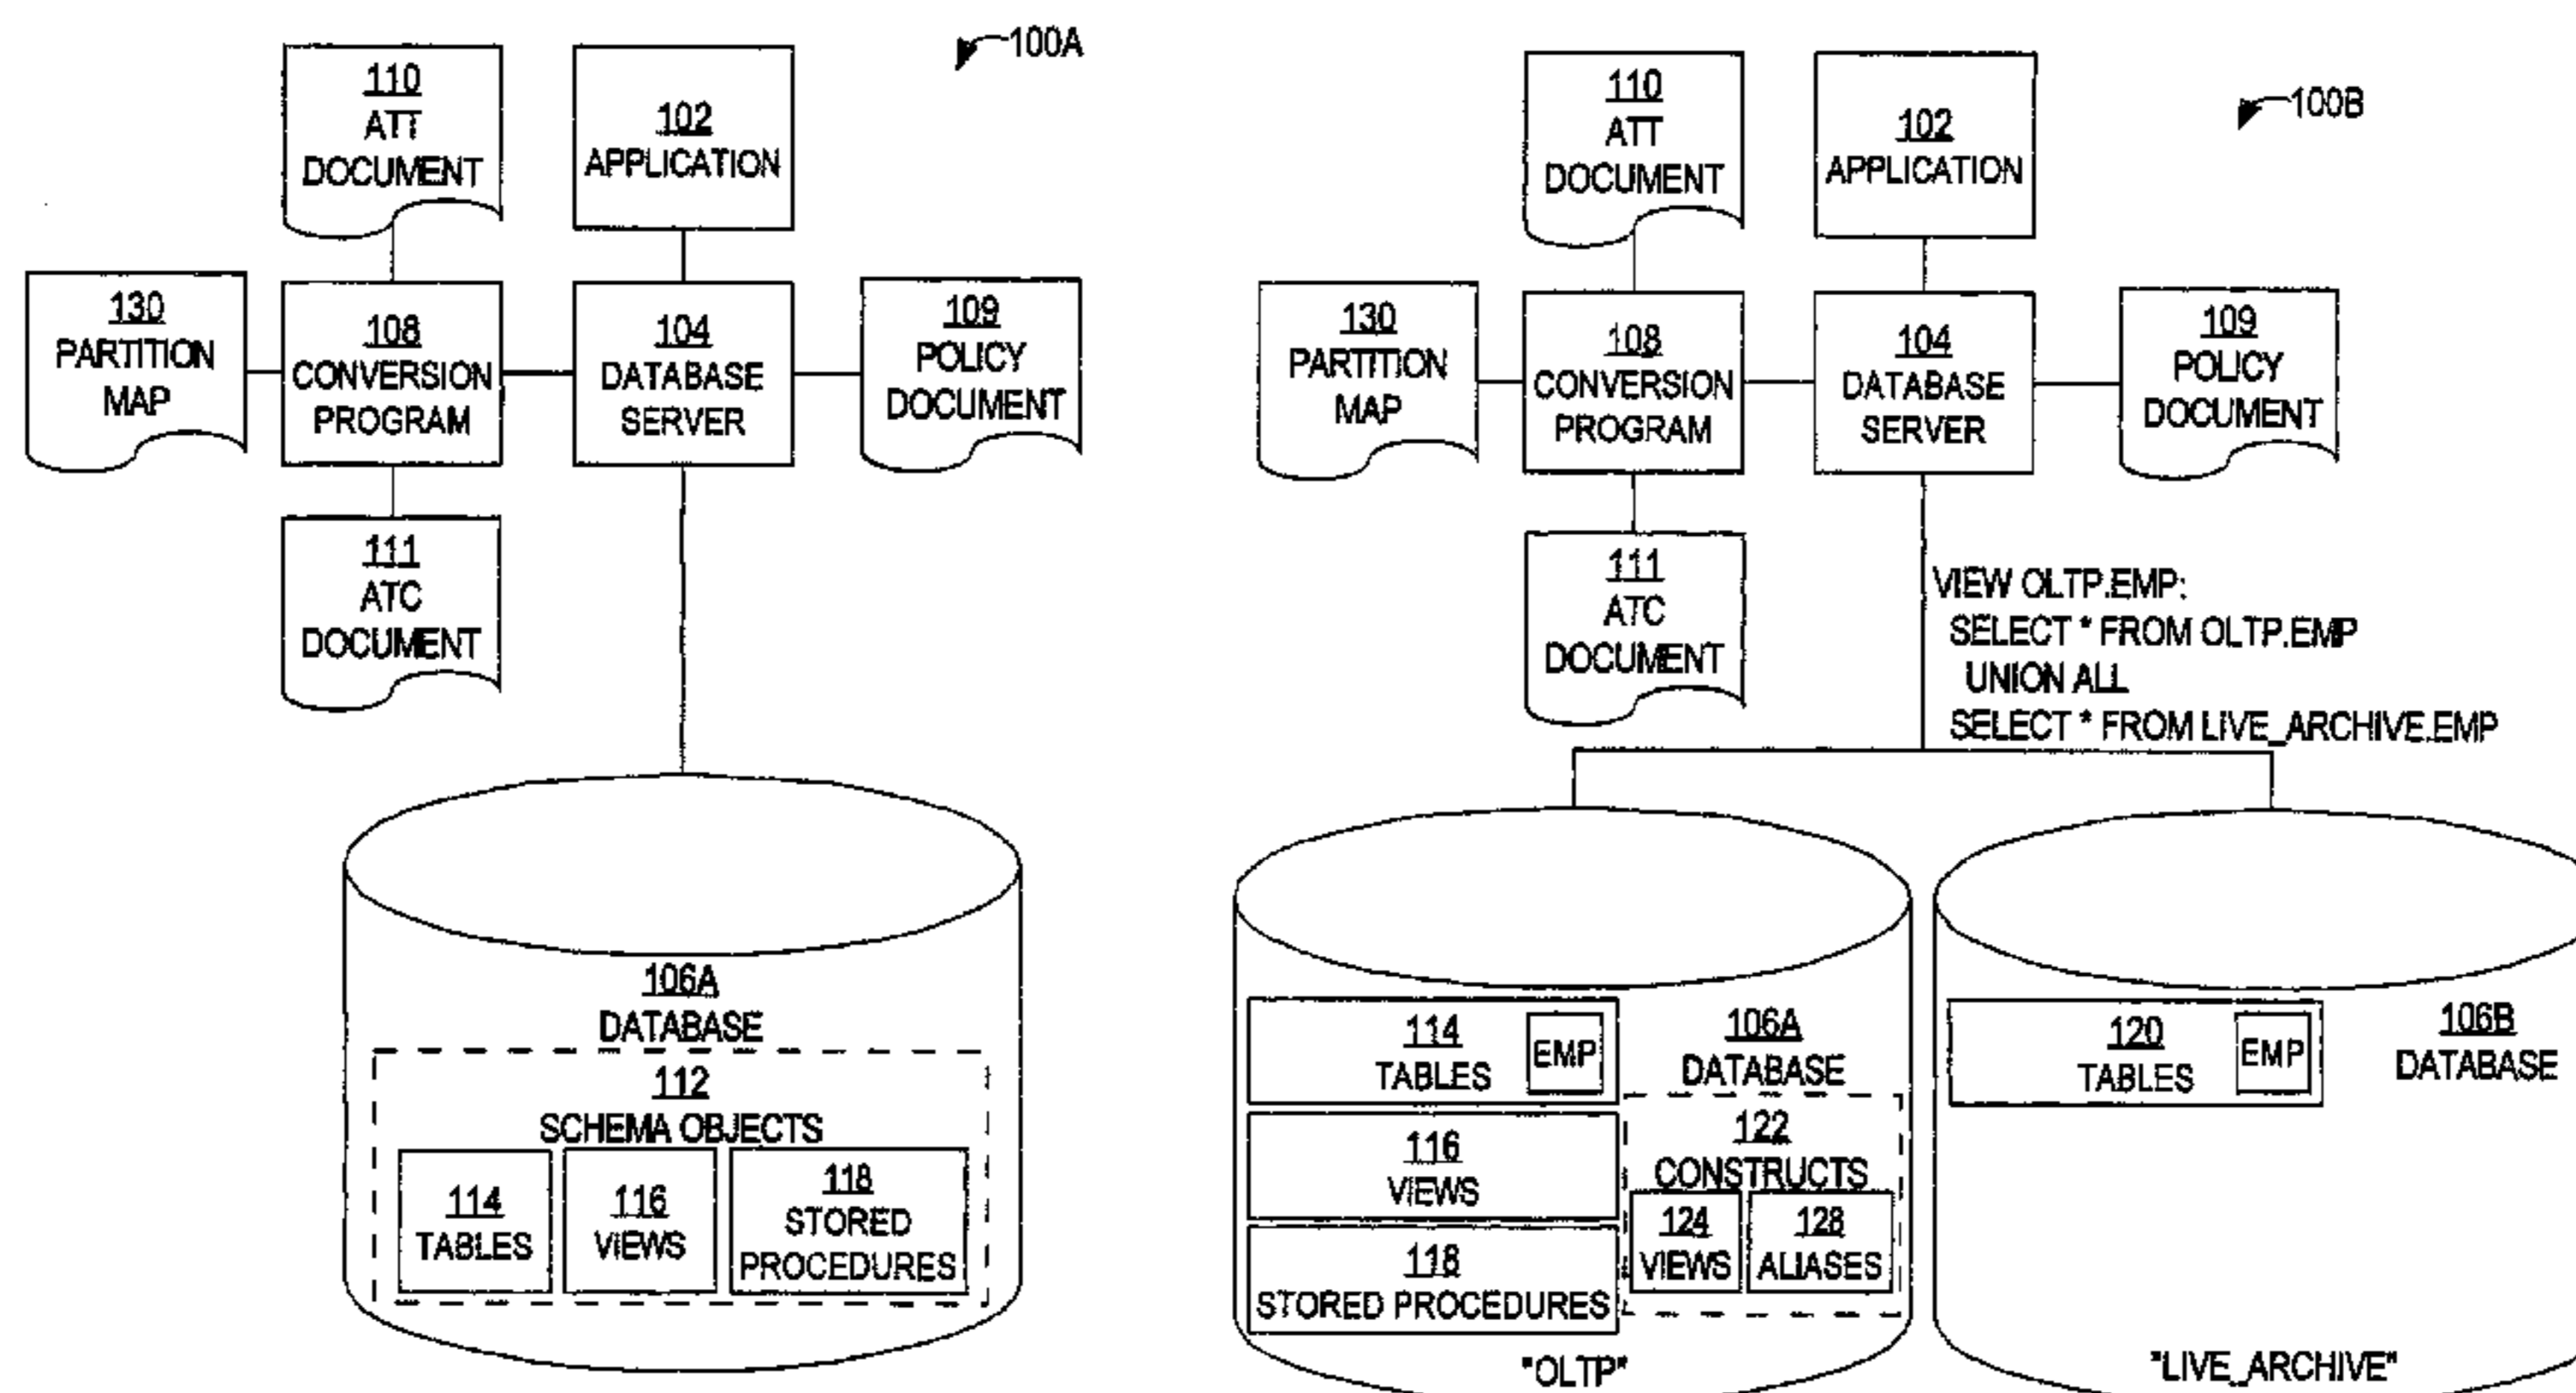 100A
110
ATT
DOCUMENT
102
APPLICATION
130
PARTITION
MAP
108
CONVERSION
PROGRAM
104
DATABASE
SERVER
109
POLICY
DOCUMENT
111
ATC
DOCUMENT
106A
DATABASE
112
SCHEMA OBJECTS
114
TABLES
116
VIEWS
118
STORED
PROCEDURES
100B
110
ATT
DOCUMENT
102
APPLICATION
130
PARTITION
MAP
108
CONVERSION
PROGRAM
104
DATABASE
SERVER
109
POLICY
DOCUMENT
111
ATC
DOCUMENT
VIEW OLTP.EMP:
SELECT * FROM OLTP.EMP
UNION ALL
SELECT * FROM LIVE_ARCHIVE.EMP
114
TABLES
EMP
106A
DATABASE
116
VIEWS
118
STORED PROCEDURES
122
CONSTRUCTS
124
VIEWS
128
ALIASES
"OLTP"
120
TABLES
EMP
106B
DATABASE
"LIVE_ARCHIVE"